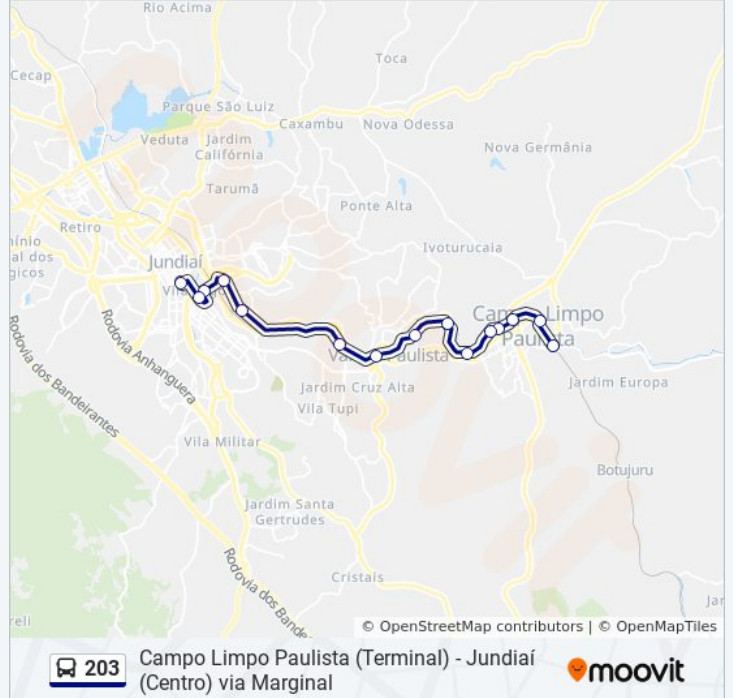 Rio Acima
Toca
Cecap
Parque São Luiz
Caxambu
Nova Odessa
Veduta
Jardim
Califórnia
Nova Germânia
Tarumã
Ponte Alta
Retiro
Ivoturucaia
Jundiaí
Campo Limpo
Paulista
Jardim Cruz Alta
Jardim Europa
Vila Tupi
Rodovia Anhanguera
Rodovia dos Bandeirantes
Vila Militar
Botujuru
Jardim Santa
Gertrudes
Rodovia dos Bande
Cristais
reli
Jar
© OpenStreetMap contributors | © OpenMapTiles
203
Campo Limpo Paulista (Terminal) - Jundiaí
(Centro) via Marginal
moovit